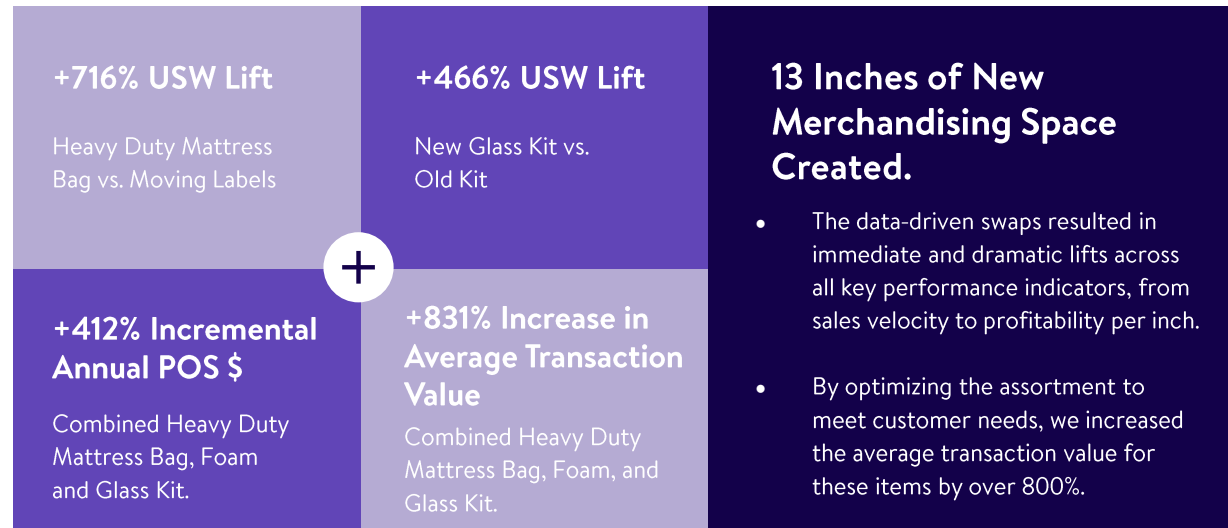 +716% USW Lift
Heavy Duty Mattress
Bag vs. Moving Labels
+466% USW Lift
New Glass Kit vs.
Old Kit
+412% Incremental
Annual POS $
Combined Heavy Duty
Mattress Bag, Foam
and Glass Kit.
+831% Increase in
Average Transaction
Value
Combined Heavy Duty
Mattress Bag, Foam, and
Glass Kit.
+
13 Inches of New
Merchandising Space
Created.
• The data-driven swaps resulted in
immediate and dramatic lifts across
all key performance indicators, from
sales velocity to profitability per inch.
• By optimizing the assortment to
meet customer needs, we increased
the average transaction value for
these items by over 800%.